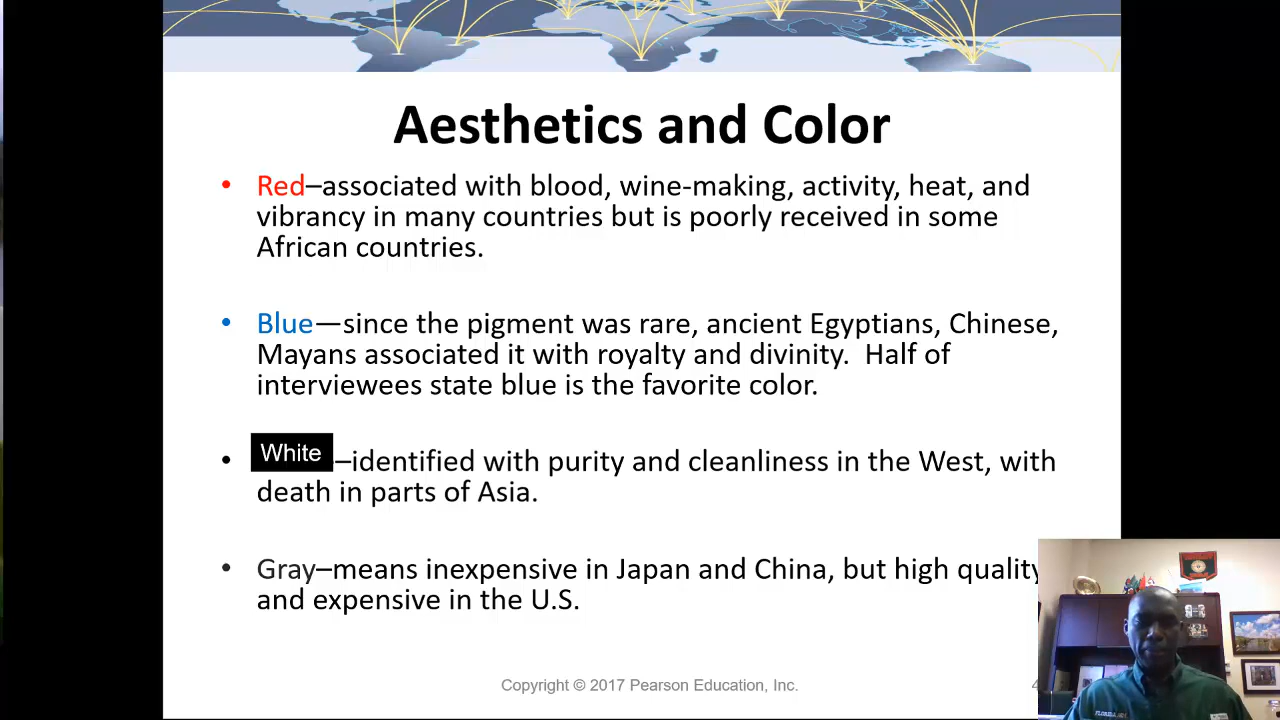 Aesthetics and Color
• Red–associated with blood, wine-making, activity, heat, and
vibrancy in many countries but is poorly received in some
African countries.
• Blue—since the pigment was rare, ancient Egyptians, Chinese,
Mayans associated it with royalty and divinity.  Half of
interviewees state blue is the favorite color.
• White–identified with purity and cleanliness in the West, with
death in parts of Asia.
• Gray–means inexpensive in Japan and China, but high quality
and expensive in the U.S.
Copyright © 2017 Pearson Education, Inc.